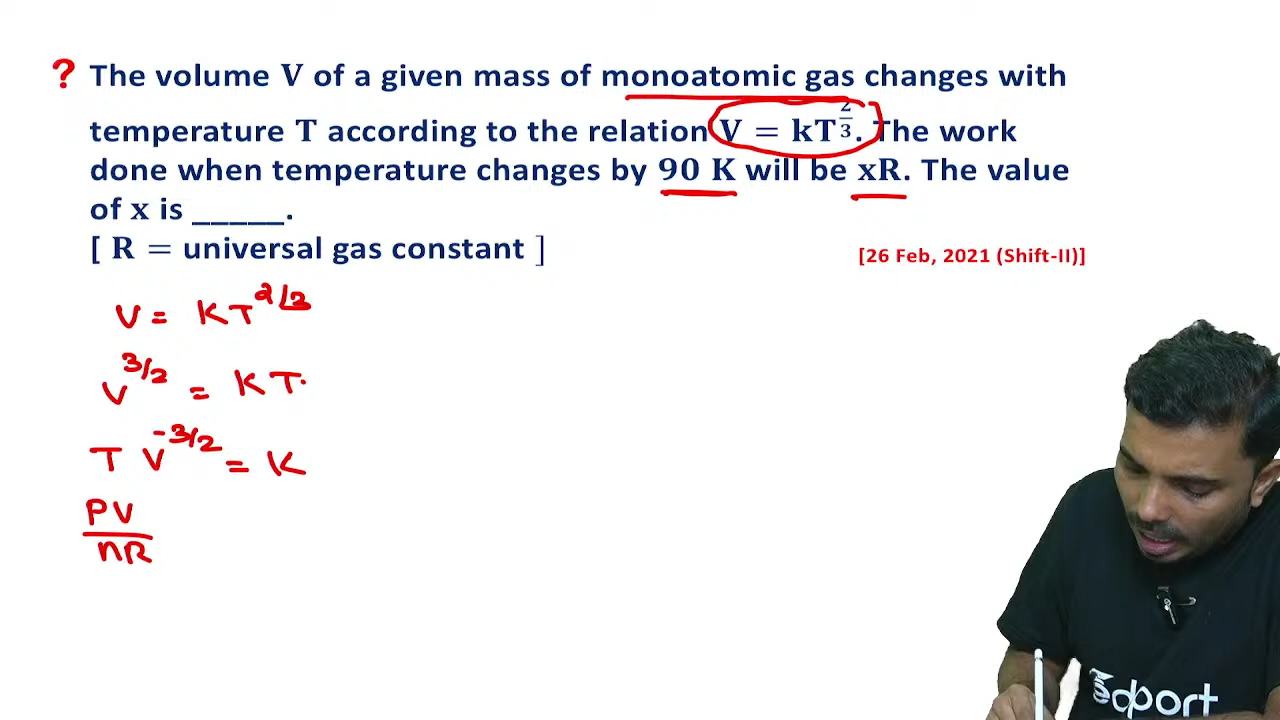 ? The volume V of a given mass of monoatomic gas changes with
temperature T according to the relation V = kT^(2/3). The work
done when temperature changes by 90 K will be xR. The value
of x is _____.
[ R = universal gas constant ]
[26 Feb, 2021 (Shift-II)]
V = KT^(2/3)
V^(3/2) = KT.
T V^(-3/2) = K
PV
nR
edport